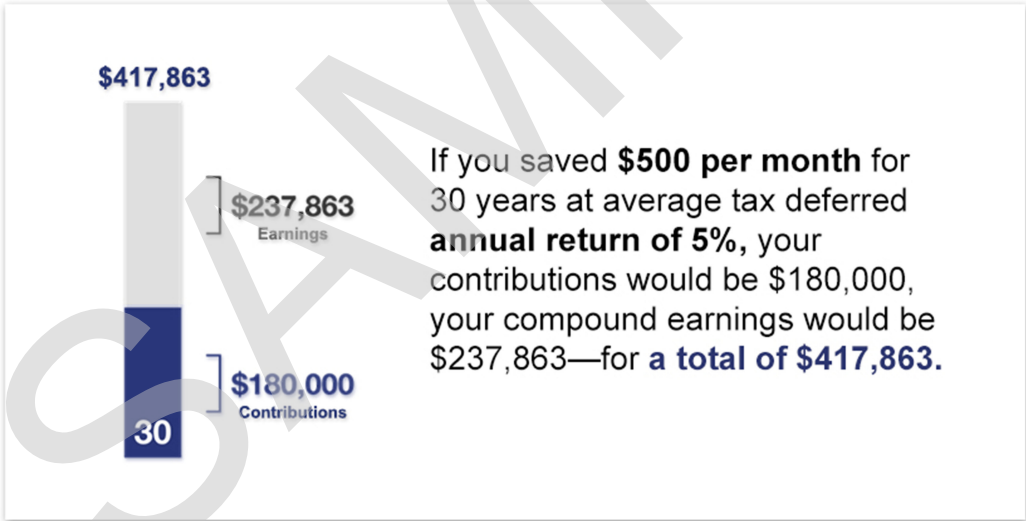 $417,863
$237,863
Earnings
$180,000
Contributions
30
If you saved $500 per month for
30 years at average tax deferred
annual return of 5%, your
contributions would be $180,000,
your compound earnings would be
$237,863—for a total of $417,863.
SAM